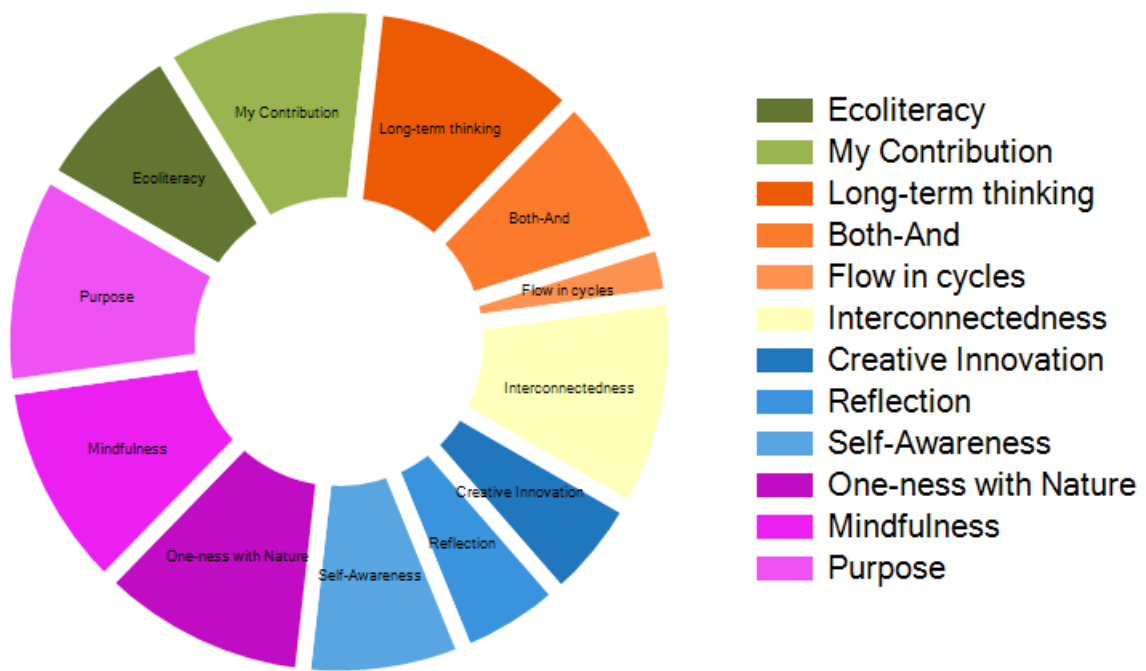 My Contribution
Long-term thinking
Ecoliteracy
Both-And
Purpose
Flow in cycles
Interconnectedness
Mindfulness
Creative Innovation
One-ness with Nature
Reflection
Self-Awareness
Ecoliteracy
My Contribution
Long-term thinking
Both-And
Flow in cycles
Interconnectedness
Creative Innovation
Reflection
Self-Awareness
One-ness with Nature
Mindfulness
Purpose